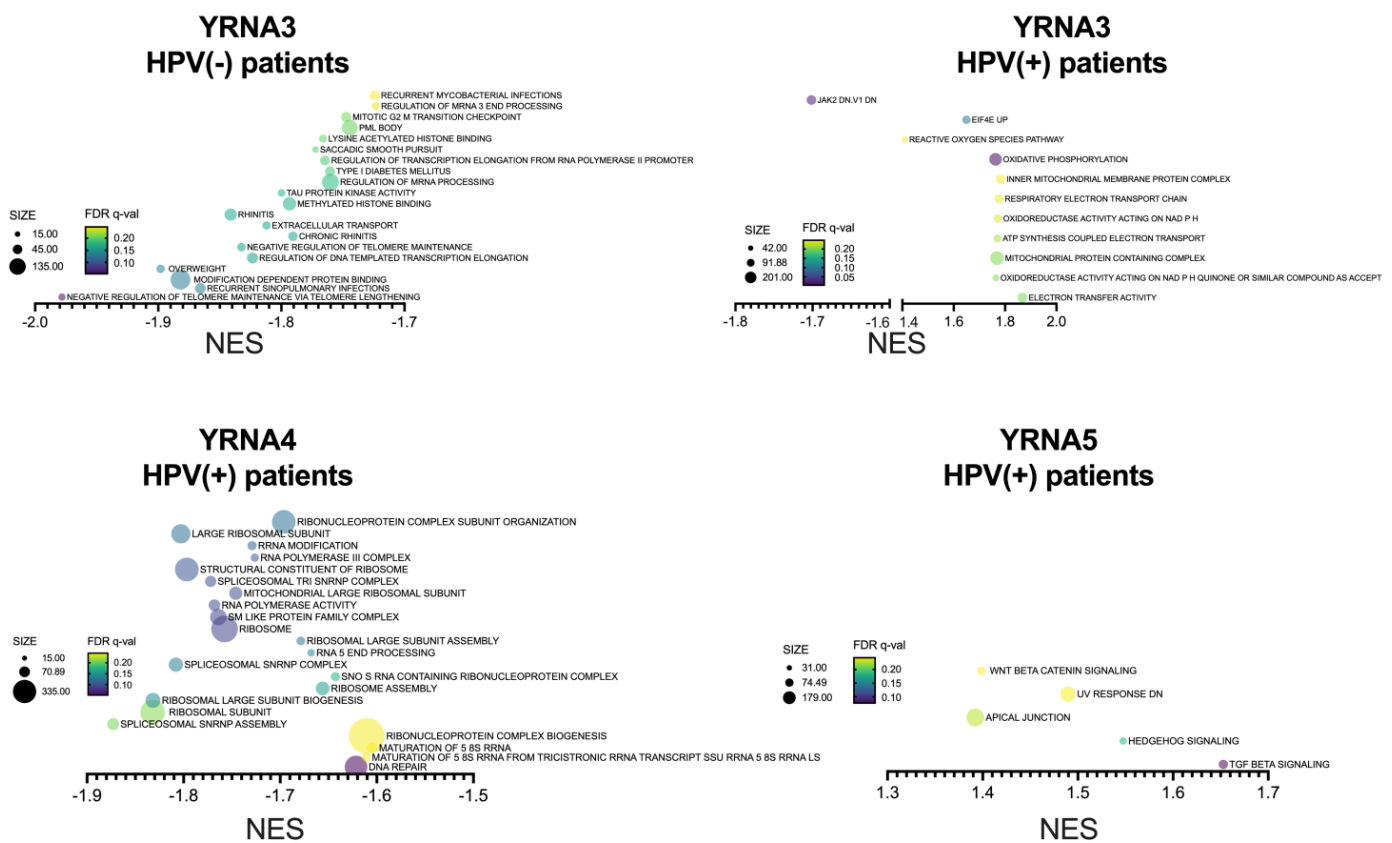 YRNA3
HPV(-) patients
RECURRENT MYCOBACTERIAL INFECTIONS
REGULATION OF MRNA 3 END PROCESSING
MITOTIC G2 M TRANSITION CHECKPOINT
PML BODY
LYSINE ACETYLATED HISTONE BINDING
SACCADIC SMOOTH PURSUIT
REGULATION OF TRANSCRIPTION ELONGATION FROM RNA POLYMERASE II PROMOTER
TYPE I DIABETES MELLITUS
REGULATION OF MRNA PROCESSING
TAU PROTEIN KINASE ACTIVITY
METHYLATED HISTONE BINDING
RHINITIS
EXTRACELLULAR TRANSPORT
CHRONIC RHINITIS
NEGATIVE REGULATION OF TELOMERE MAINTENANCE
REGULATION OF DNA TEMPLATED TRANSCRIPTION ELONGATION
OVERWEIGHT
MODIFICATION DEPENDENT PROTEIN BINDING
RECURRENT SINOPULMONARY INFECTIONS
NEGATIVE REGULATION OF TELOMERE MAINTENANCE VIA TELOMERE LENGTHENING
SIZE
15.00
45.00
135.00
FDR q-val
0.20
0.15
0.10
-2.0 -1.9 -1.8 -1.7
NES
YRNA3
HPV(+) patients
JAK2 DN.V1 DN
EIF4E UP
REACTIVE OXYGEN SPECIES PATHWAY
OXIDATIVE PHOSPHORYLATION
INNER MITOCHONDRIAL MEMBRANE PROTEIN COMPLEX
RESPIRATORY ELECTRON TRANSPORT CHAIN
OXIDOREDUCTASE ACTIVITY ACTING ON NAD P H
ATP SYNTHESIS COUPLED ELECTRON TRANSPORT
MITOCHONDRIAL PROTEIN CONTAINING COMPLEX
OXIDOREDUCTASE ACTIVITY ACTING ON NAD P H QUINONE OR SIMILAR COMPOUND AS ACCEPT
ELECTRON TRANSFER ACTIVITY
SIZE
42.00
91.88
201.00
FDR q-val
0.20
0.15
0.10
0.05
-1.8 -1.7 -1.6 1.4 1.6 1.8 2.0
NES
YRNA4
HPV(+) patients
RIBONUCLEOPROTEIN COMPLEX SUBUNIT ORGANIZATION
LARGE RIBOSOMAL SUBUNIT
RRNA MODIFICATION
RNA POLYMERASE III COMPLEX
STRUCTURAL CONSTITUENT OF RIBOSOME
SPLICEOSOMAL TRI SNRNP COMPLEX
MITOCHONDRIAL LARGE RIBOSOMAL SUBUNIT
RNA POLYMERASE ACTIVITY
SM LIKE PROTEIN FAMILY COMPLEX
RIBOSOME
RIBOSOMAL LARGE SUBUNIT ASSEMBLY
RNA 5 END PROCESSING
SPLICEOSOMAL SNRNP COMPLEX
SNO S RNA CONTAINING RIBONUCLEOPROTEIN COMPLEX
RIBOSOME ASSEMBLY
RIBOSOMAL LARGE SUBUNIT BIOGENESIS
RIBOSOMAL SUBUNIT
SPLICEOSOMAL SNRNP ASSEMBLY
RIBONUCLEOPROTEIN COMPLEX BIOGENESIS
MATURATION OF 5 8S RRNA
MATURATION OF 5 8S RRNA FROM TRICISTRONIC RRNA TRANSCRIPT SSU RRNA 5 8S RRNA LS
DNA REPAIR
SIZE
15.00
70.89
335.00
FDR q-val
0.20
0.15
0.10
-1.9 -1.8 -1.7 -1.6 -1.5
NES
YRNA5
HPV(+) patients
WNT BETA CATENIN SIGNALING
UV RESPONSE DN
APICAL JUNCTION
HEDGEHOG SIGNALING
TGF BETA SIGNALING
SIZE
31.00
74.49
179.00
FDR q-val
0.20
0.15
0.10
1.3 1.4 1.5 1.6 1.7
NES